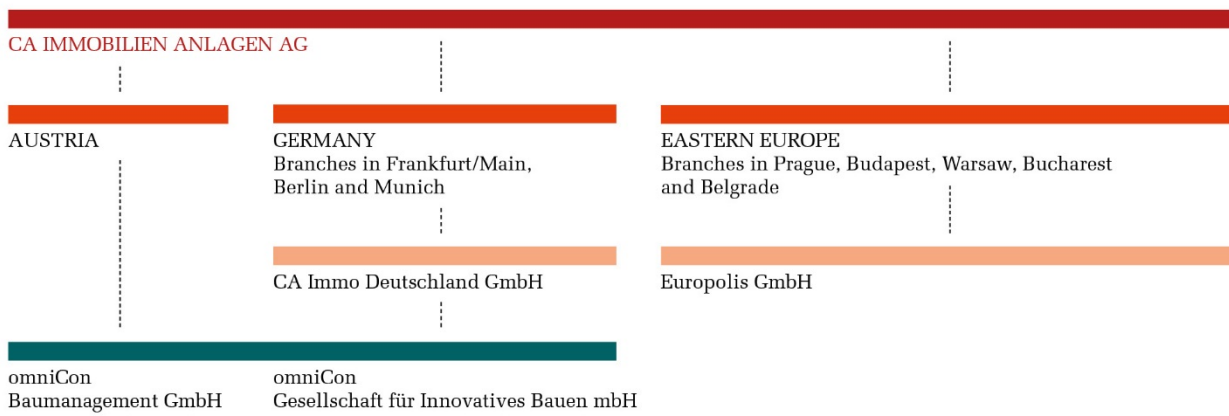 CA IMMOBILIEN ANLAGEN AG
AUSTRIA
GERMANY
Branches in Frankfurt/Main,
Berlin and Munich
EASTERN EUROPE
Branches in Prague, Budapest, Warsaw, Bucharest
and Belgrade
CA Immo Deutschland GmbH
Europolis GmbH
omniCon
Baumanagement GmbH
omniCon
Gesellschaft für Innovatives Bauen mbH